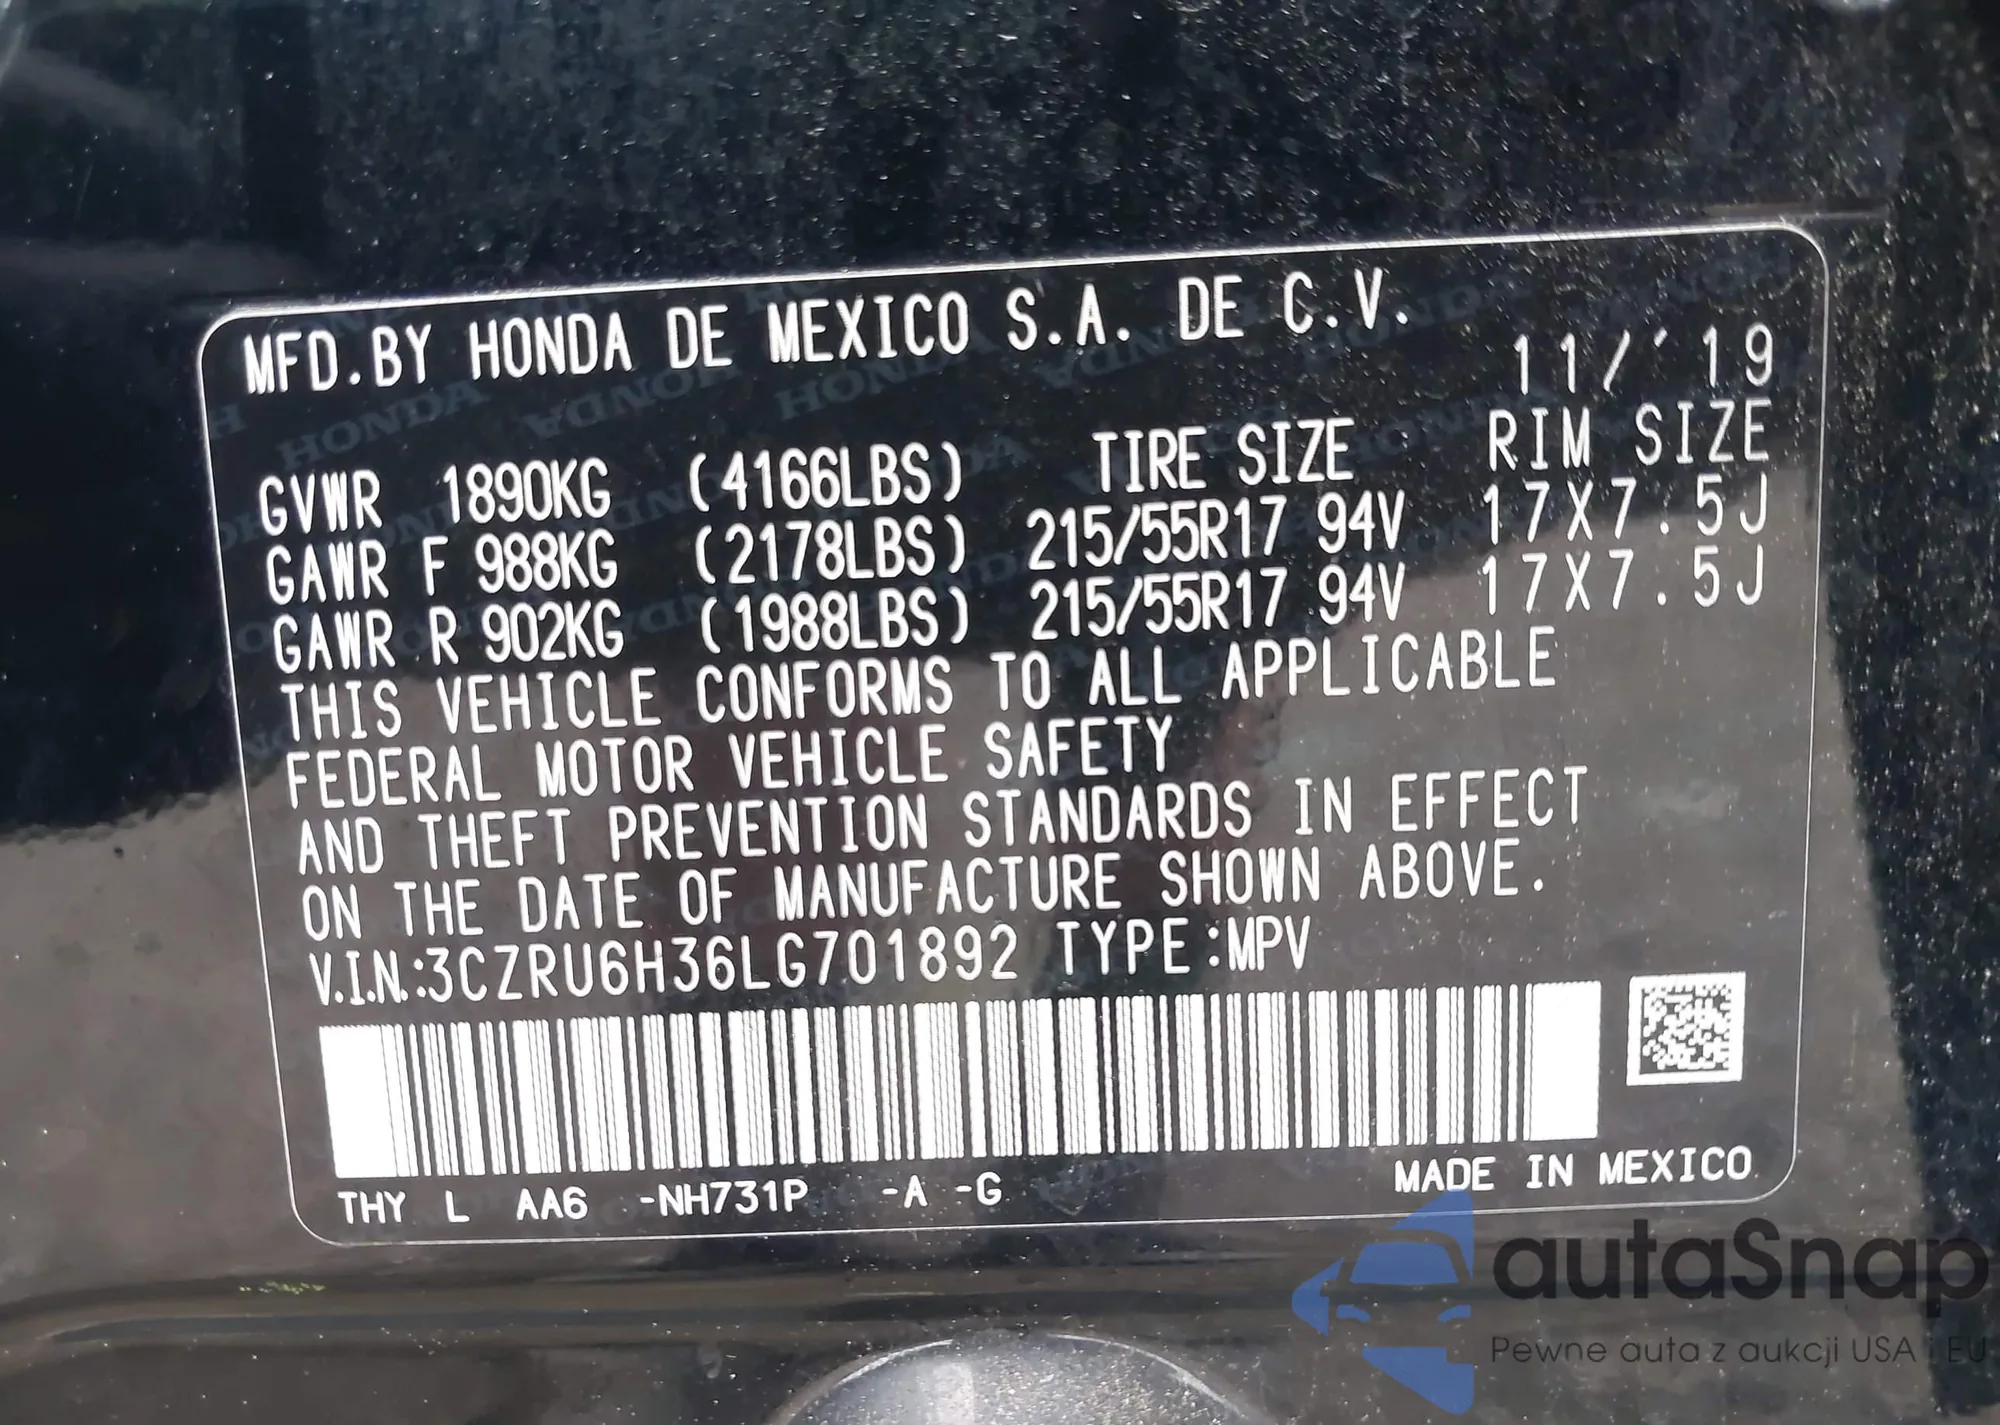 MFD.BY HONDA DE MEXICO S.A. DE C.V.
11/'19
GVWR 1890KG (4166LBS) TIRE SIZE RIM SIZE
GAWR F 988KG (2178LBS) 215/55R17 94V 17X7.5J
GAWR R 902KG (1988LBS) 215/55R17 94V 17X7.5J
THIS VEHICLE CONFORMS TO ALL APPLICABLE
FEDERAL MOTOR VEHICLE SAFETY
AND THEFT PREVENTION STANDARDS IN EFFECT
ON THE DATE OF MANUFACTURE SHOWN ABOVE.
V.I.N.:3CZRU6H36LG701892 TYPE:MPV
THY L AA6 -NH731P -A -G
MADE IN MEXICO
autaSnap
Pewne auta z aukcji USA i EU